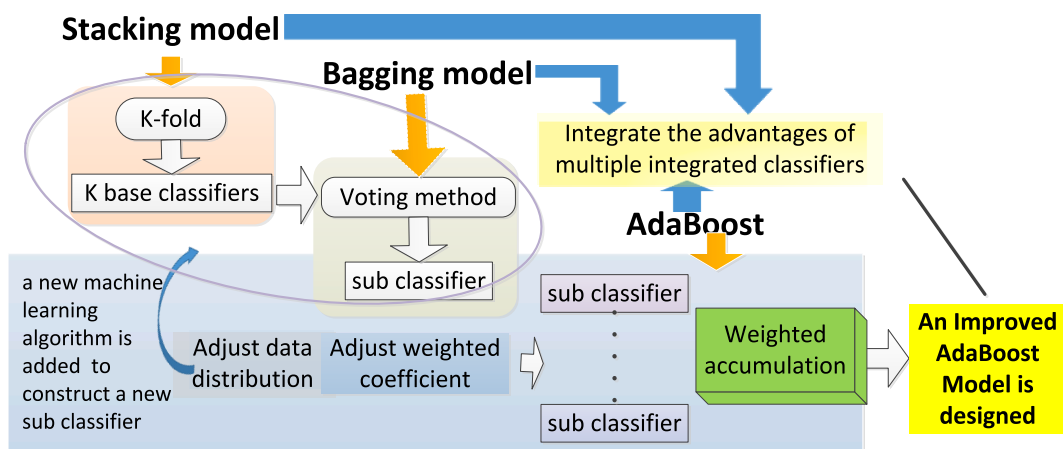 Stacking model
Bagging model
K-fold
K base classifiers
Voting method
sub classifier
Integrate the advantages of
multiple integrated classifiers
AdaBoost
a new machine
learning
algorithm is
added to
construct a new
sub classifier
Adjust data
distribution
Adjust weighted
coefficient
sub classifier
sub classifier
Weighted
accumulation
An Improved
AdaBoost
Model is
designed